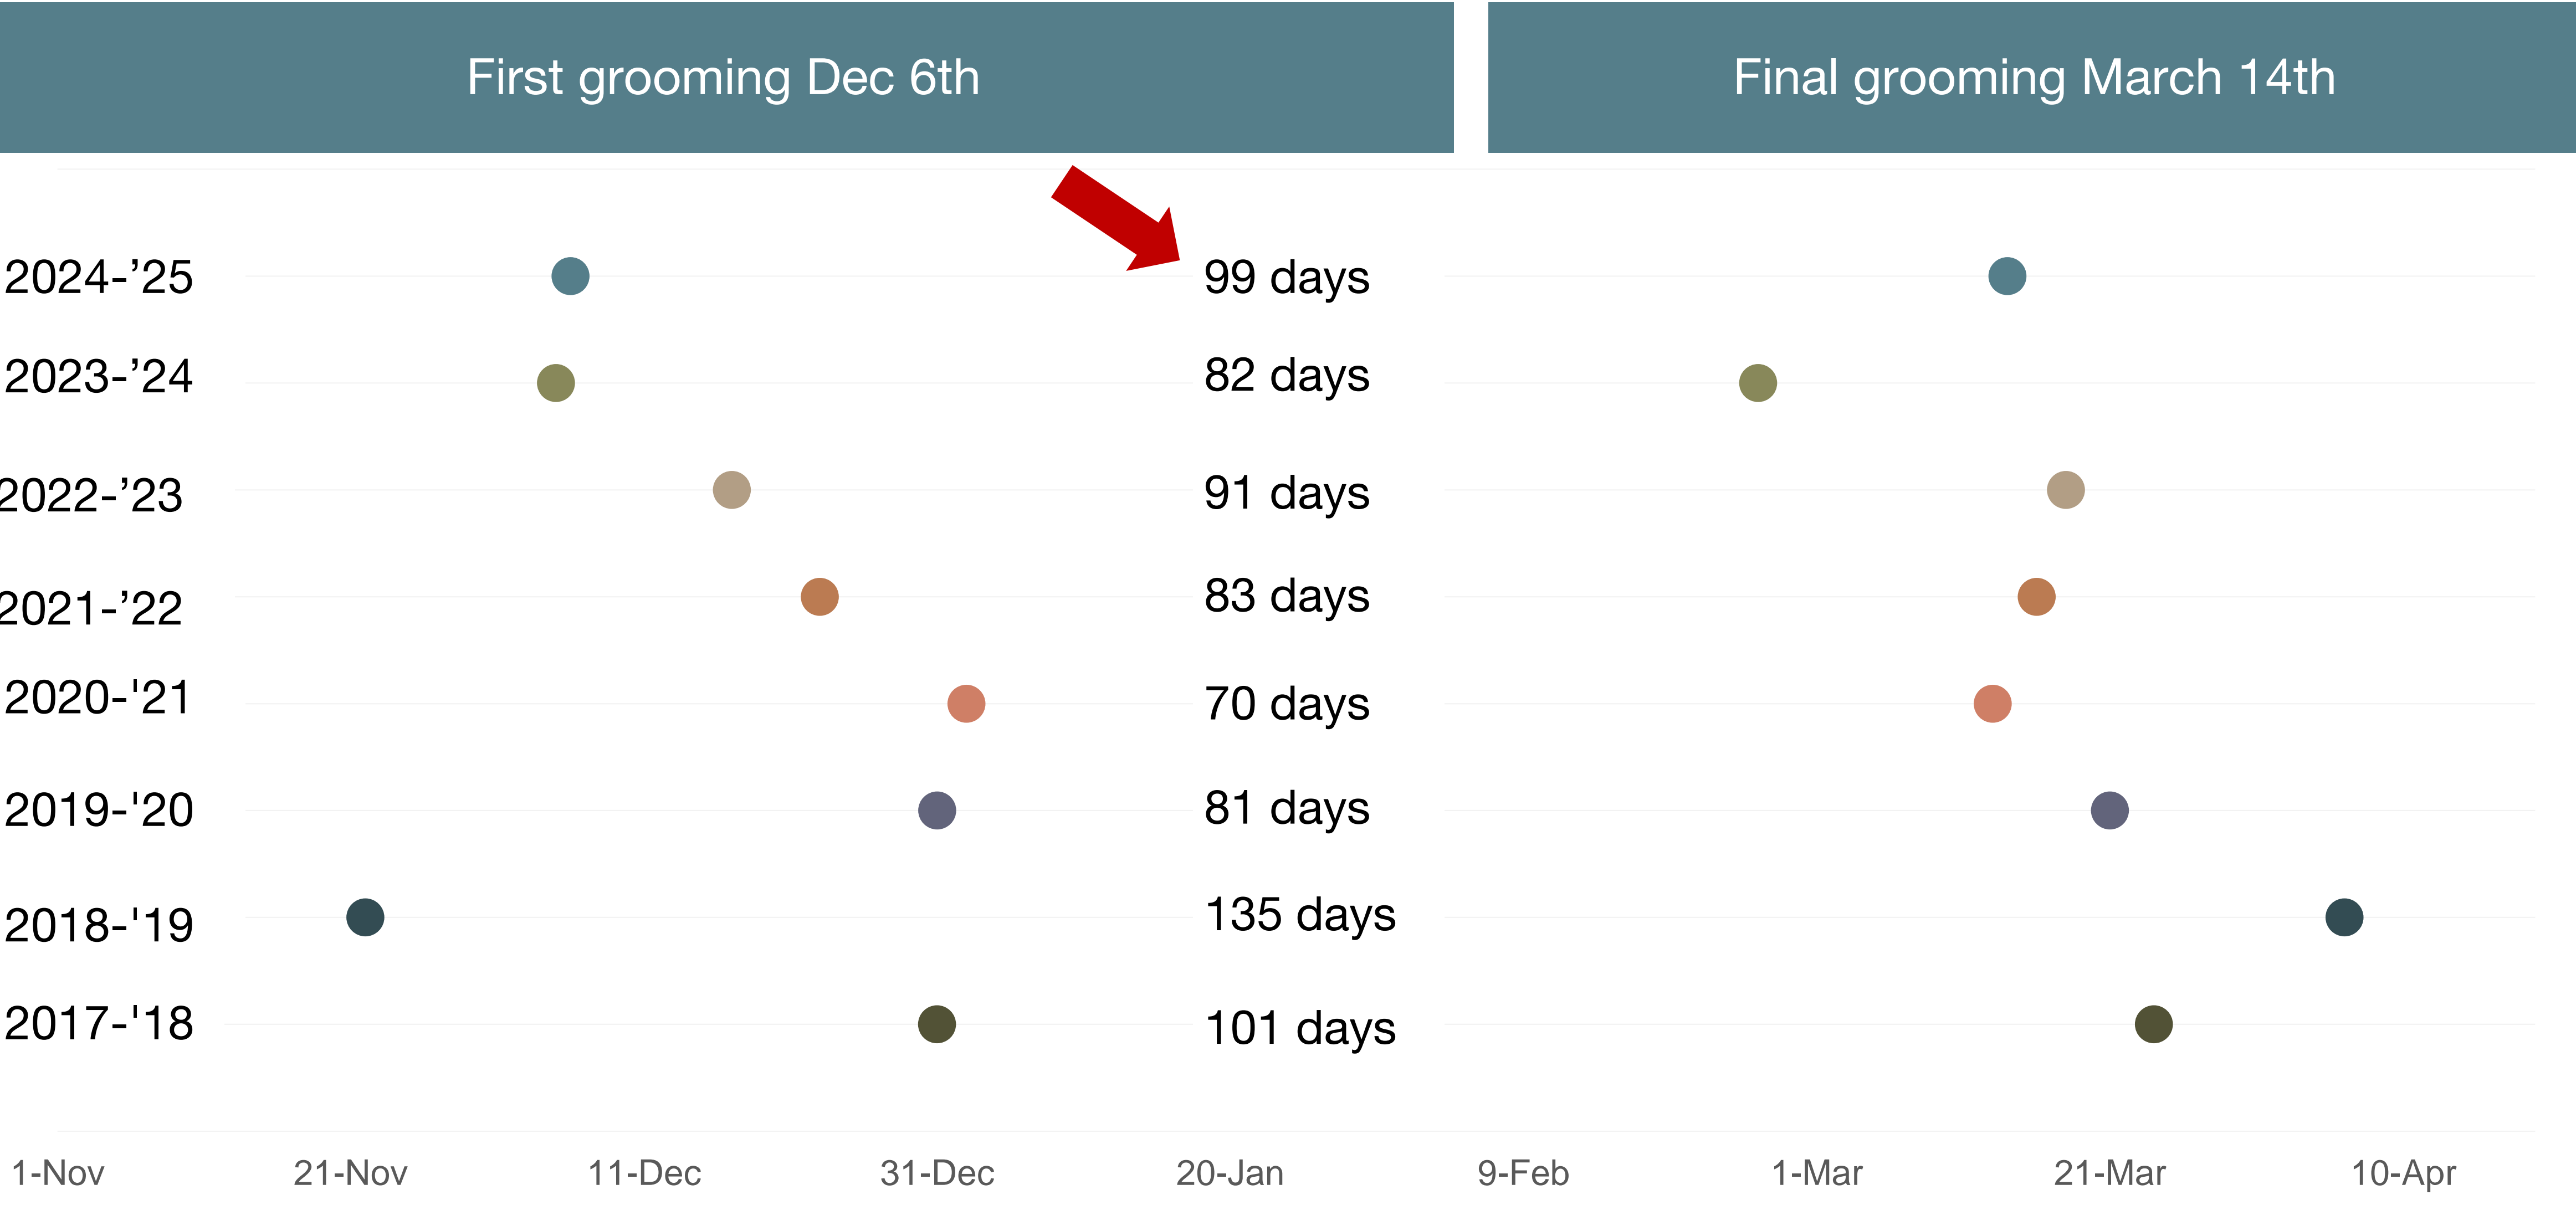 First grooming Dec 6th
Final grooming March 14th
2024-’25
99 days
2023-’24
82 days
2022-’23
91 days
2021-’22
83 days
2020-'21
70 days
2019-'20
81 days
2018-'19
135 days
2017-'18
101 days
1-Nov 21-Nov 11-Dec 31-Dec 20-Jan 9-Feb 1-Mar 21-Mar 10-Apr